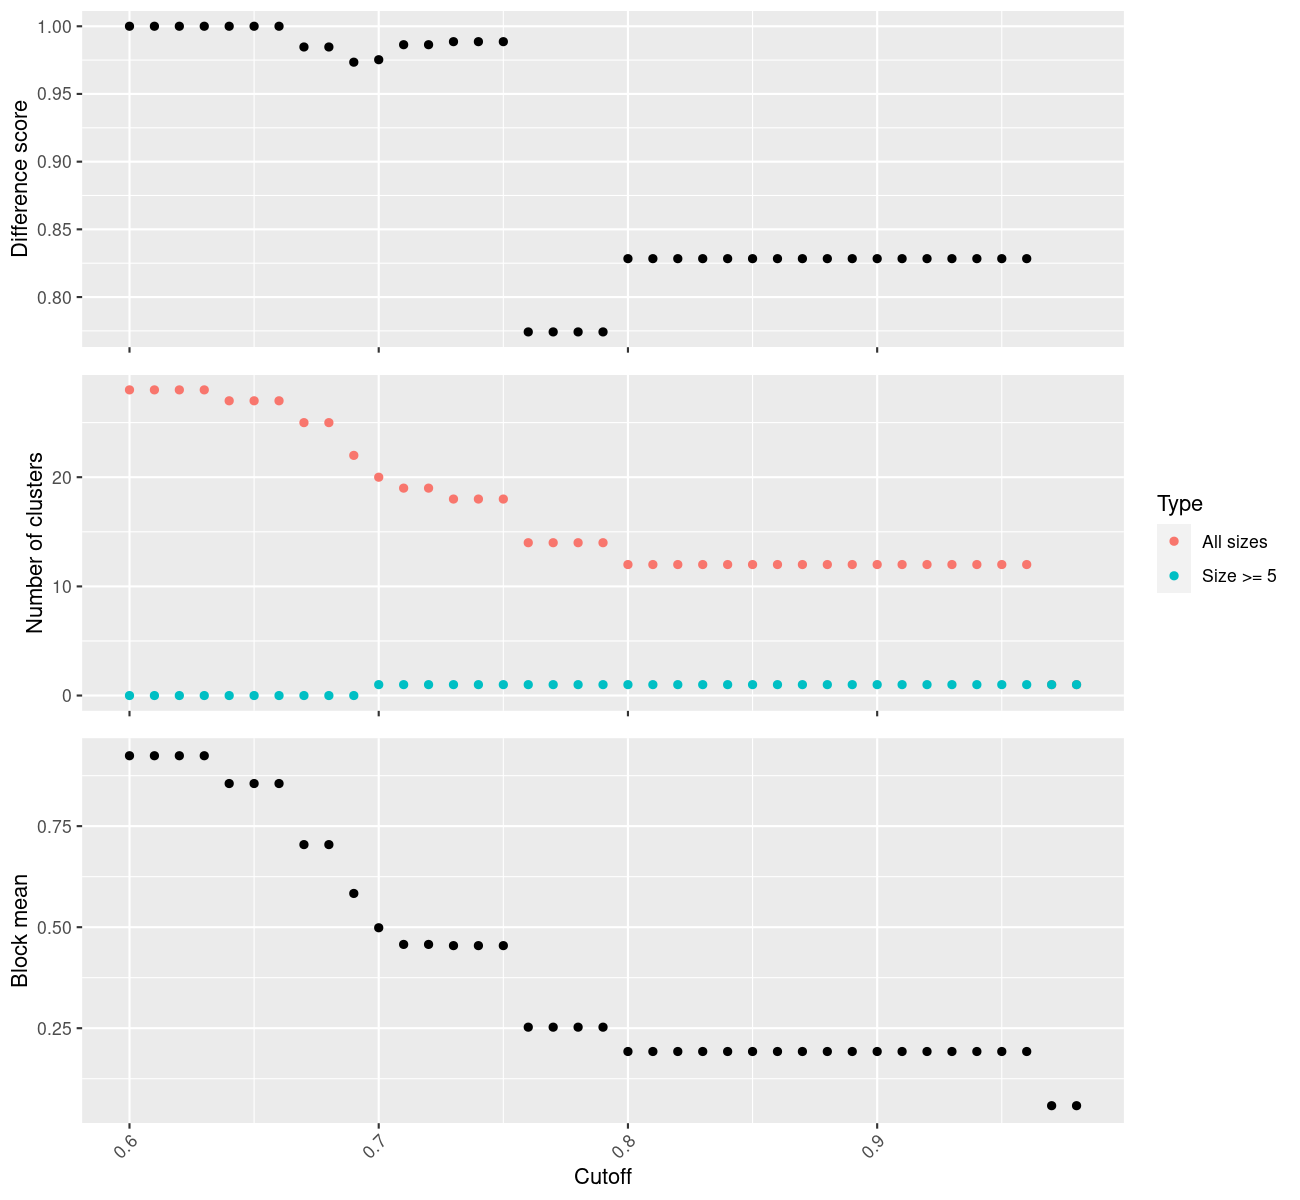 Difference score
1.00
0.95
0.90
0.85
0.80
Number of clusters
20
10
0
Type
All sizes
Size >= 5
Block mean
0.75
0.50
0.25
0.6
0.7
0.8
0.9
Cutoff